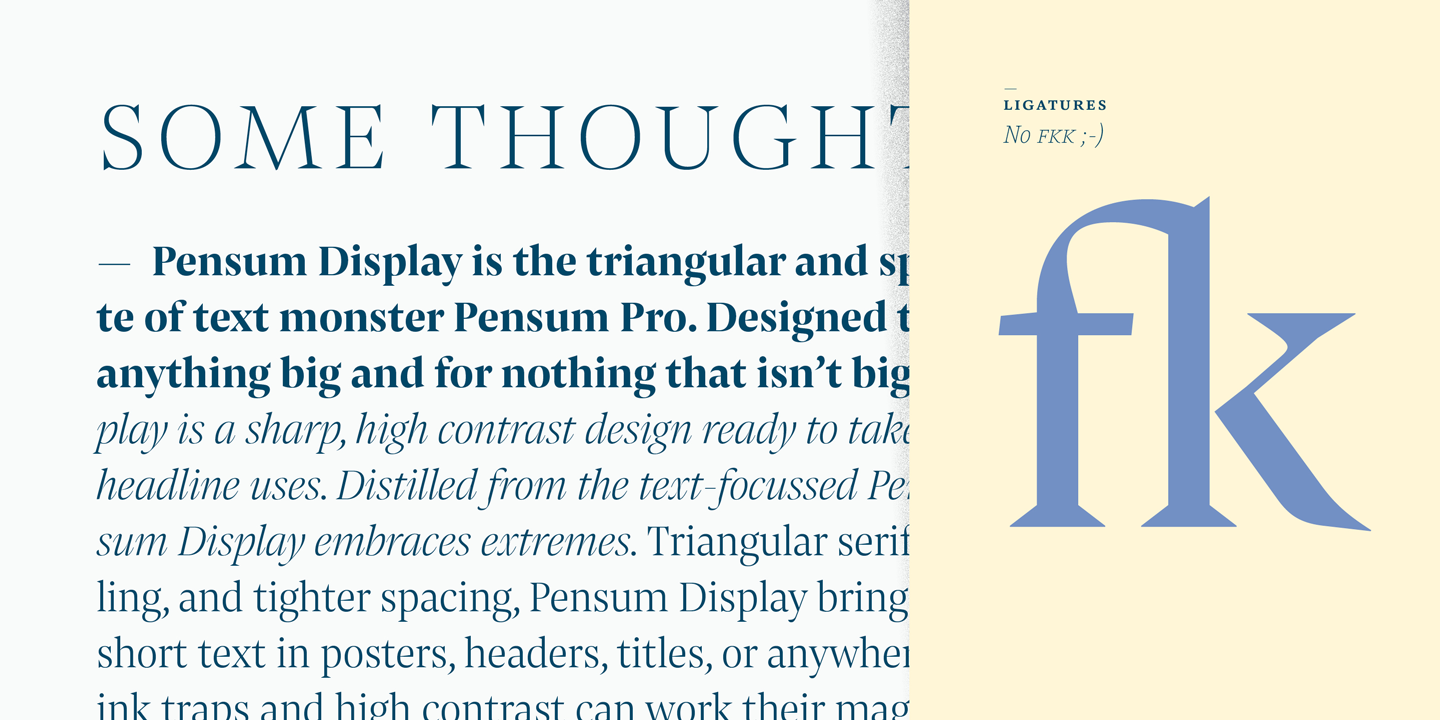 SOME THOUGHT
— Pensum Display is the triangular and sp
te of text monster Pensum Pro. Designed t
anything big and for nothing that isn’t big
play is a sharp, high contrast design ready to take
headline uses. Distilled from the text-focussed Pen
sum Display embraces extremes. Triangular serif
ling, and tighter spacing, Pensum Display bring
short text in posters, headers, titles, or anywher
ink traps and high contrast can work their mag
—
LIGATURES
No FKK ;-)
fk